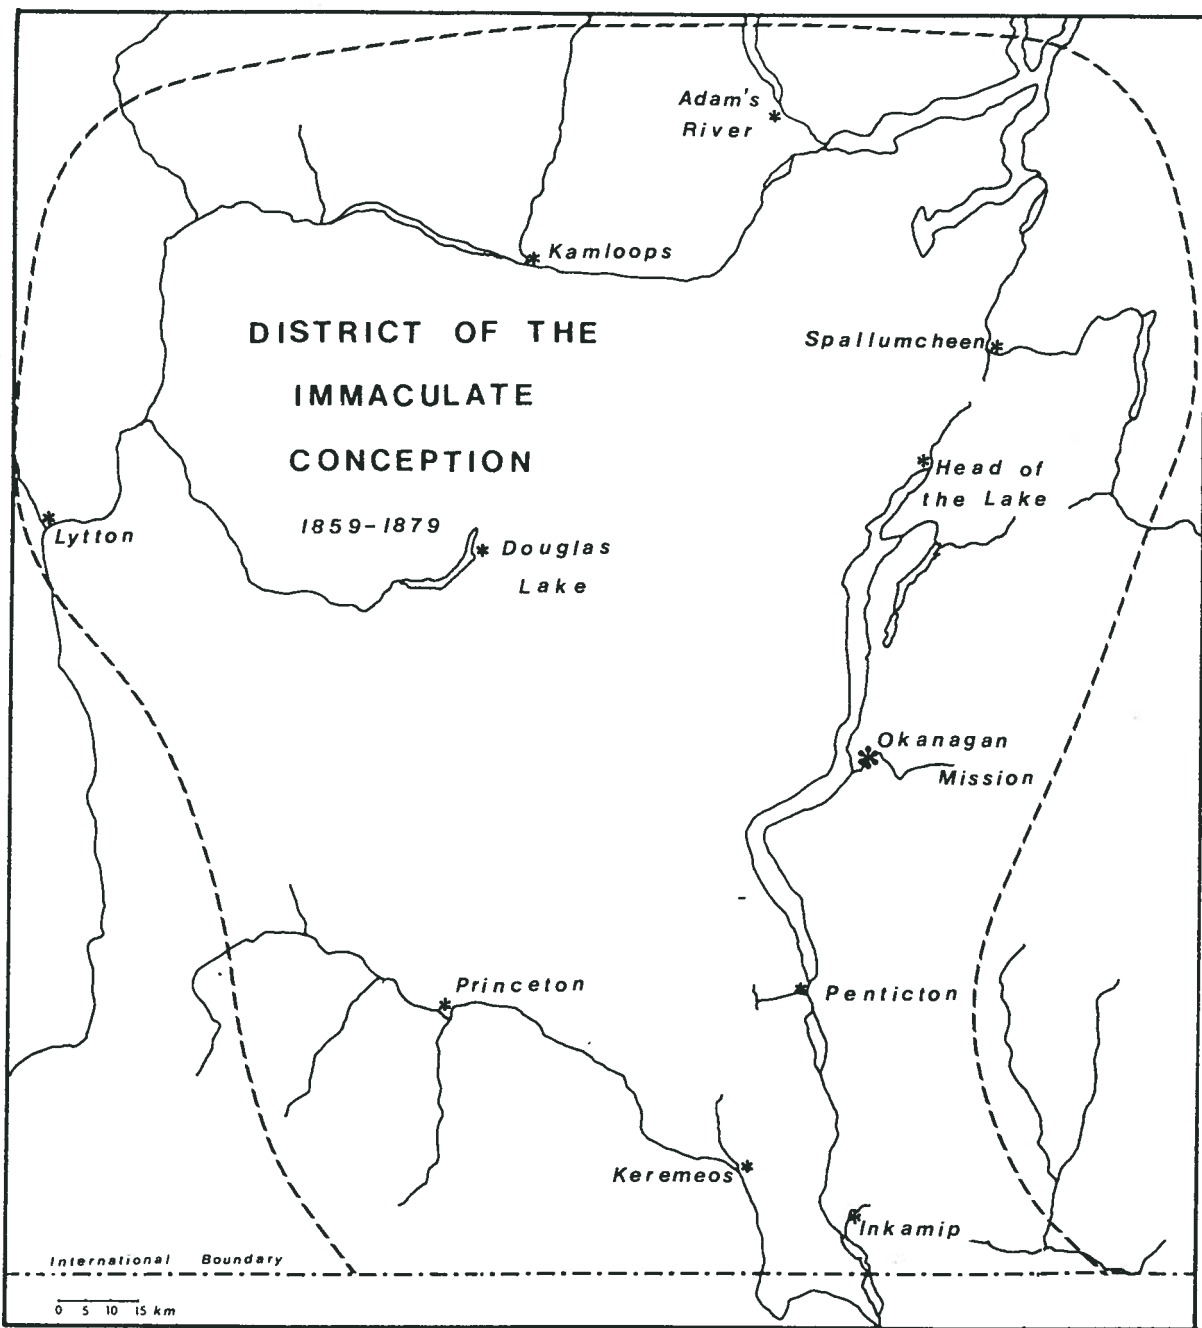 Adam's
River
Kamloops
DISTRICT OF THE
IMMACULATE
CONCEPTION
1859-1879
Spallumcheen
Head of
the Lake
Lytton
Douglas
Lake
Okanagan
Mission
Princeton
Penticton
Keremeos
Inkamip
International Boundary
0 5 10 15 km